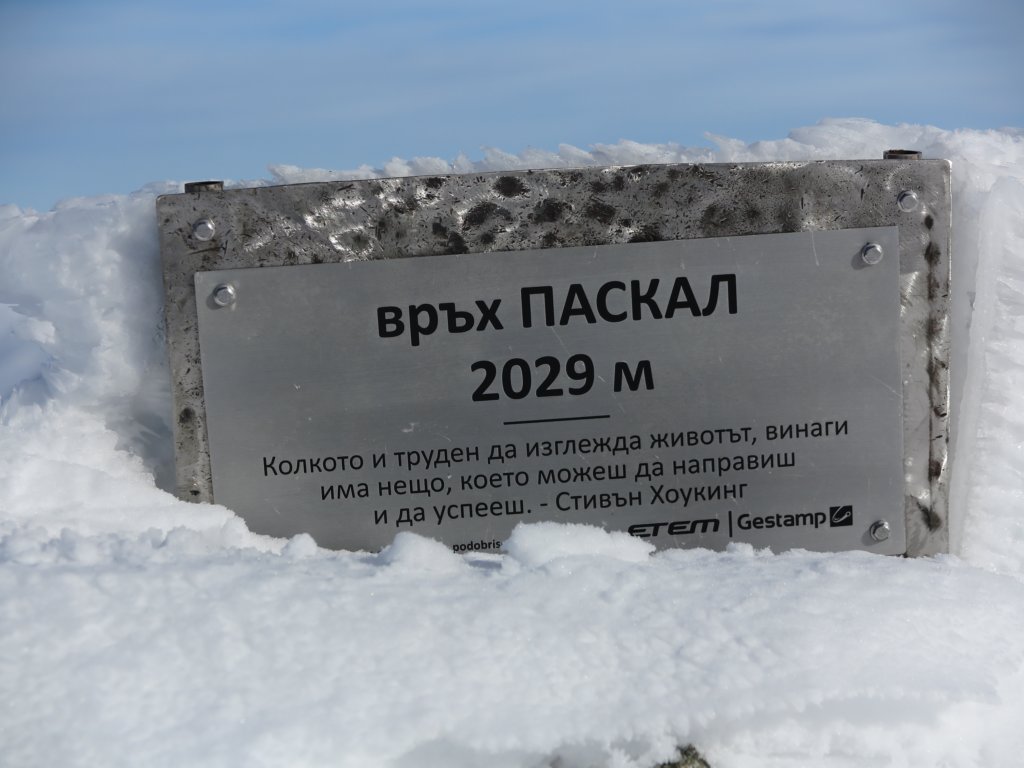 връх ПАСКАЛ
2029 м
Колкото и труден да изглежда животът, винаги
има нещо, което можеш да направиш
и да успееш. - Стивън Хоукинг
ETEM | Gestamp